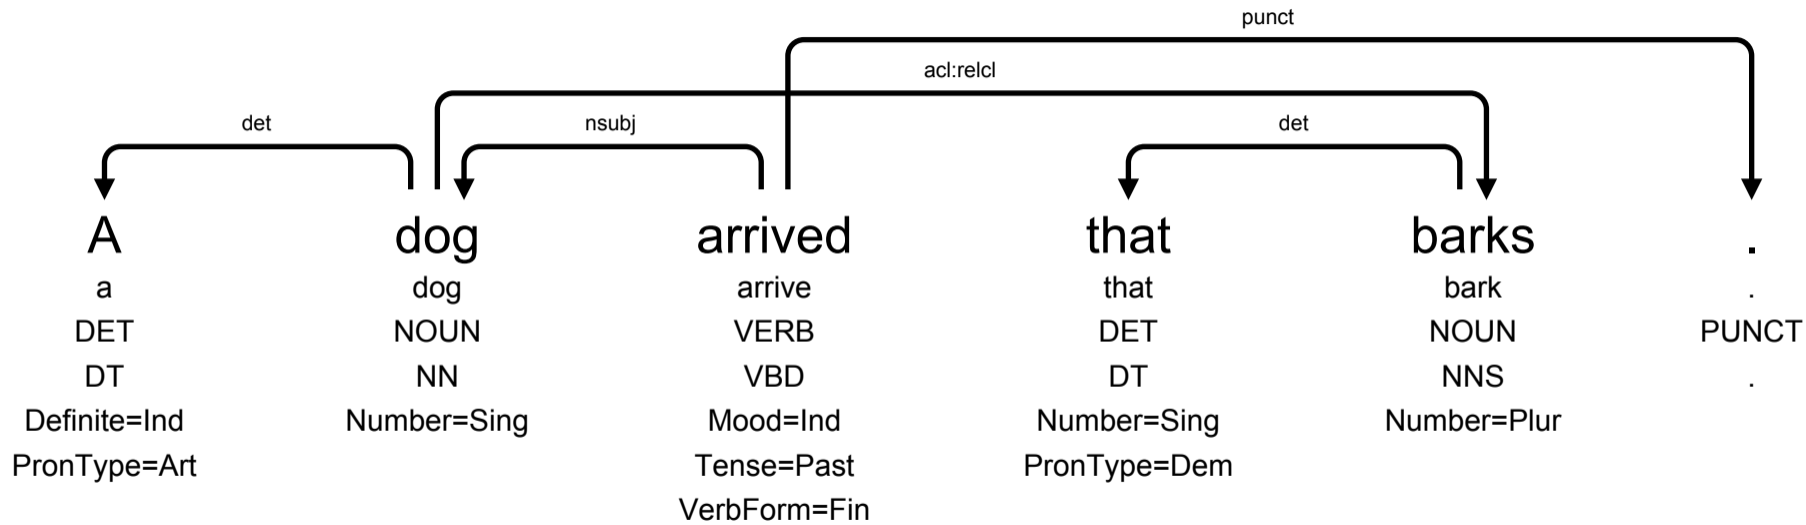 punct
acl:relcl
det nsubj det
A dog arrived that barks .
a dog arrive that bark .
DET NOUN VERB DET NOUN PUNCT
DT NN VBD DT NNS .
Definite=Ind Number=Sing Mood=Ind Number=Sing Number=Plur
PronType=Art Tense=Past PronType=Dem
VerbForm=Fin